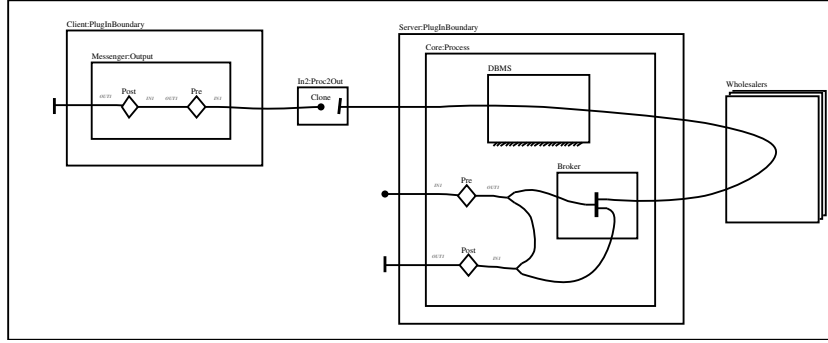 Client:PlugInBoundary
Messenger:Output
OUT1
Post
IN1
OUT1
Pre
IN1
In2:Proc2Out
Clone
Server:PlugInBoundary
Core:Process
DBMS
Wholesalers
Broker
IN1
Pre
OUT1
OUT1
Post
IN1